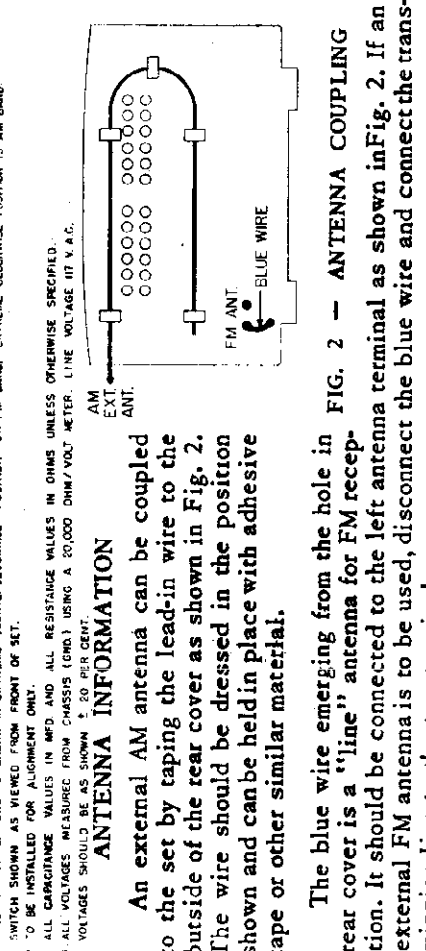 SWITCH SHOWN AS VIEWED FROM FRONT OF SET.
TO BE INSTALLED FOR ALIGNMENT ONLY.
ALL CAPACITANCE VALUES IN MFD. AND ALL RESISTANCE VALUES IN OHMS UNLESS OTHERWISE SPECIFIED.
ALL VOLTAGES MEASURED FROM CHASSIS (GND.) USING A 20,000 OHM/VOLT METER. LINE VOLTAGE 117 V. A.C.
VOLTAGES SHOULD BE AS SHOWN ± 20 PER CENT.
ANTENNA INFORMATION
An external AM antenna can be coupled
to the set by taping the lead-in wire to the
outside of the rear cover as shown in Fig. 2.
The wire should be dressed in the position
shown and can be held in place with adhesive
tape or other similar material.
AM
EXT.
ANT.
FM ANT.
BLUE WIRE
FIG. 2 — ANTENNA COUPLING
The blue wire emerging from the hole in
rear cover is a "line" antenna for FM recep-
tion. It should be connected to the left antenna terminal as shown in Fig. 2. If an
external FM antenna is to be used, disconnect the blue wire and connect the trans-